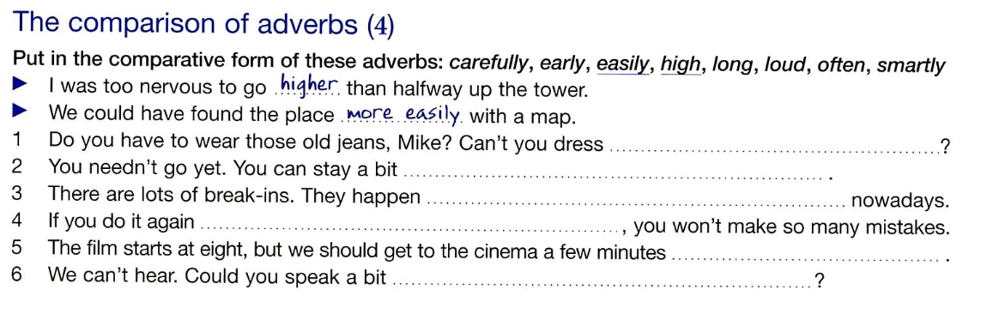 The comparison of adverbs (4)
Put in the comparative form of these adverbs: carefully, early, easily, high, long, loud, often, smartly
▶ I was too nervous to go higher than halfway up the tower.
▶ We could have found the place more easily with a map.
1 Do you have to wear those old jeans, Mike? Can't you dress ........................................................?
2 You needn't go yet. You can stay a bit ........................................................................ .
3 There are lots of break-ins. They happen ........................................................................ nowadays.
4 If you do it again ........................................................................, you won't make so many mistakes.
5 The film starts at eight, but we should get to the cinema a few minutes ................................................ .
6 We can't hear. Could you speak a bit ........................................................................?